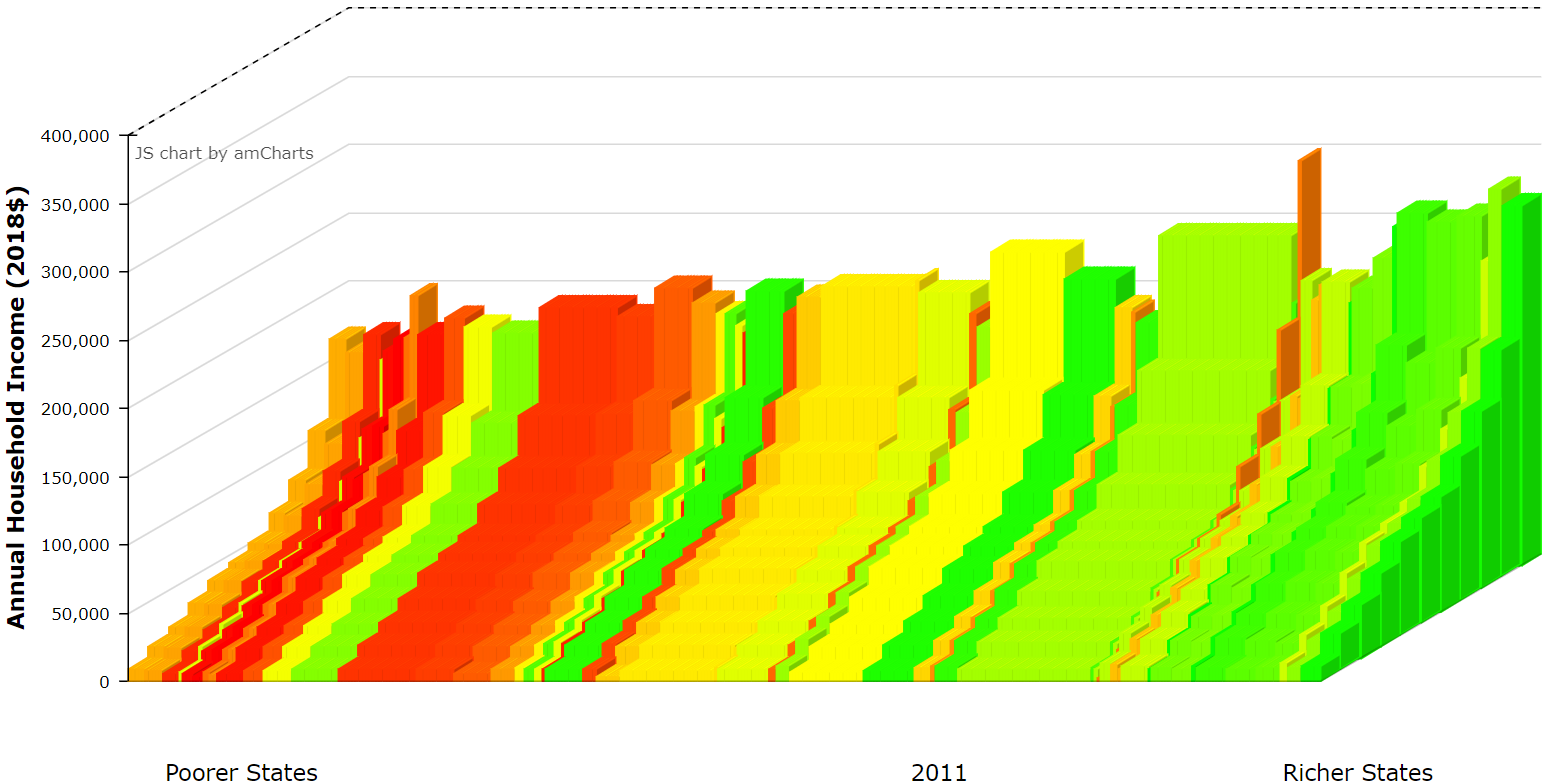 400,000
JS chart by amCharts
350,000
300,000
250,000
200,000
150,000
100,000
50,000
0
Annual Household Income (2018$)
Poorer States
2011
Richer States